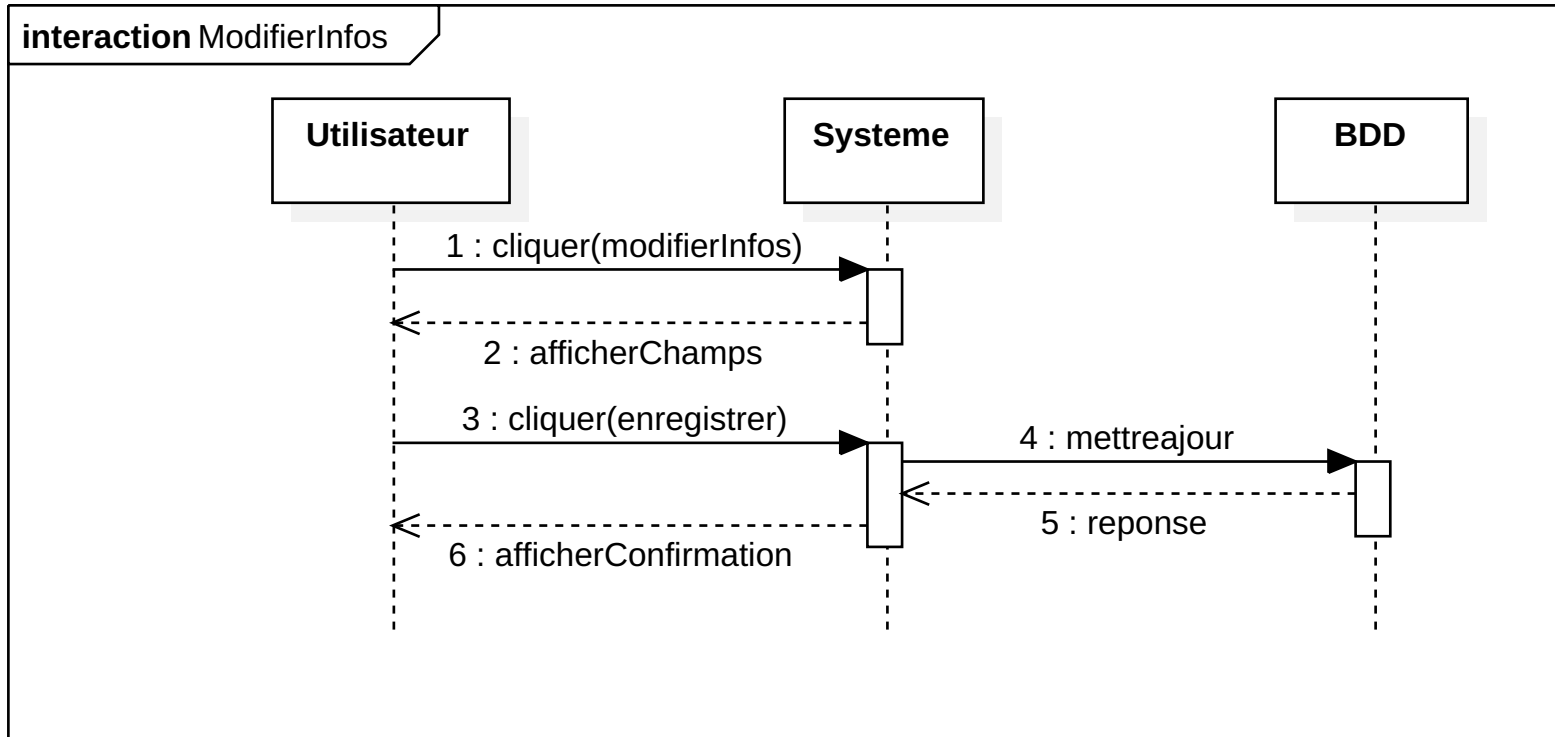 interaction ModifierInfos
Utilisateur
Systeme
BDD
1 : cliquer(modifierInfos)
2 : afficherChamps
3 : cliquer(enregistrer)
4 : mettreajour
5 : reponse
6 : afficherConfirmation